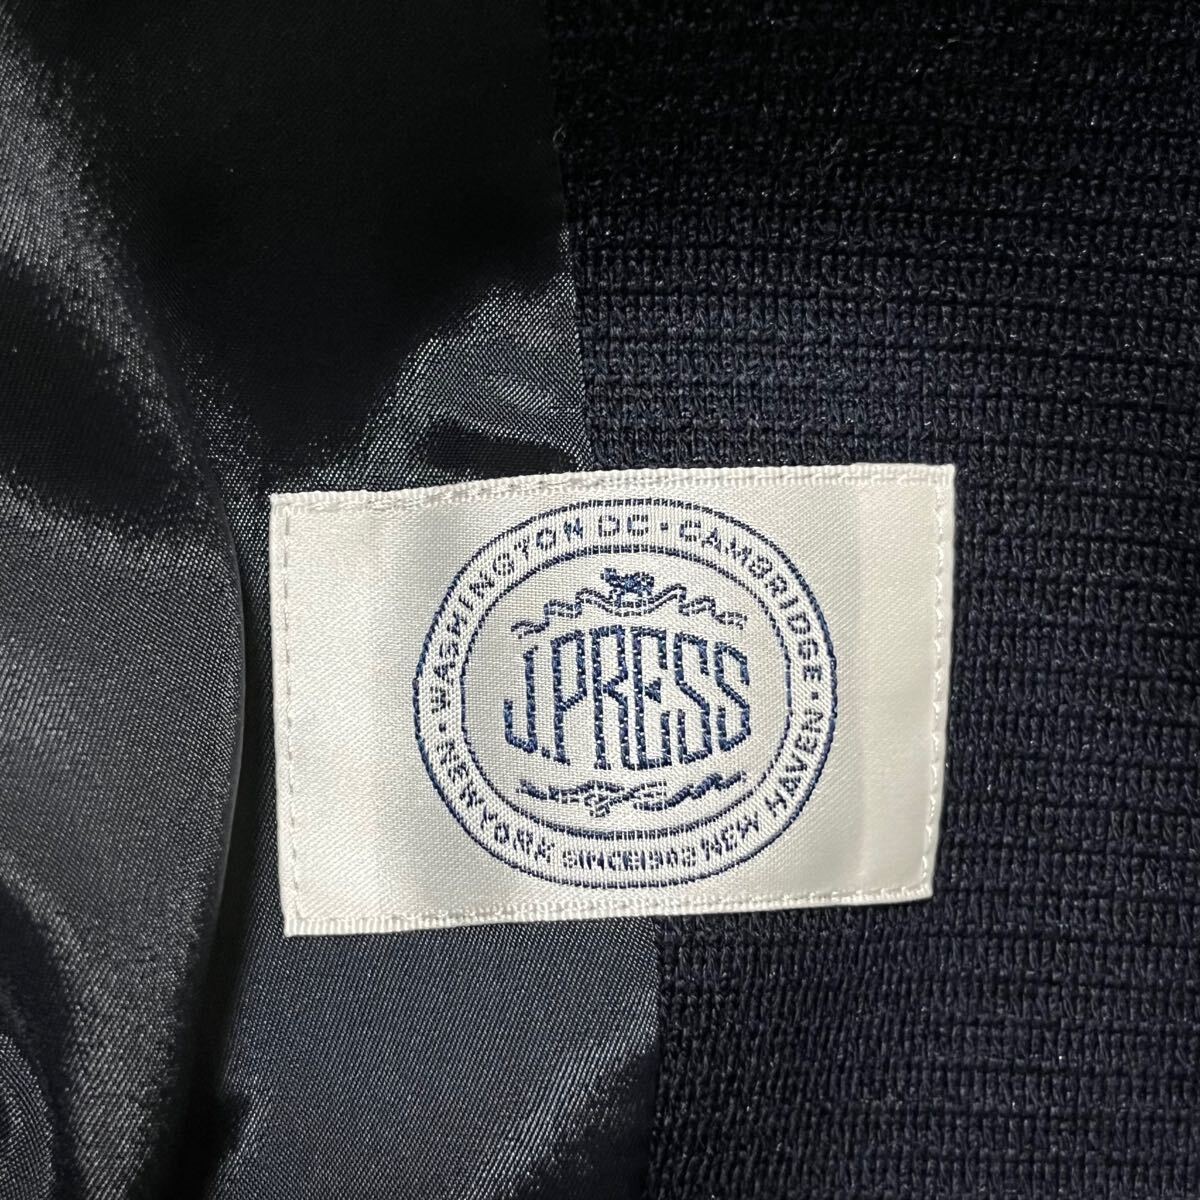 · WASHINGTON DC · CAMBRIDGE ·
J.PRESS
· NEW YORK SINCE 1902 NEW HAVEN ·